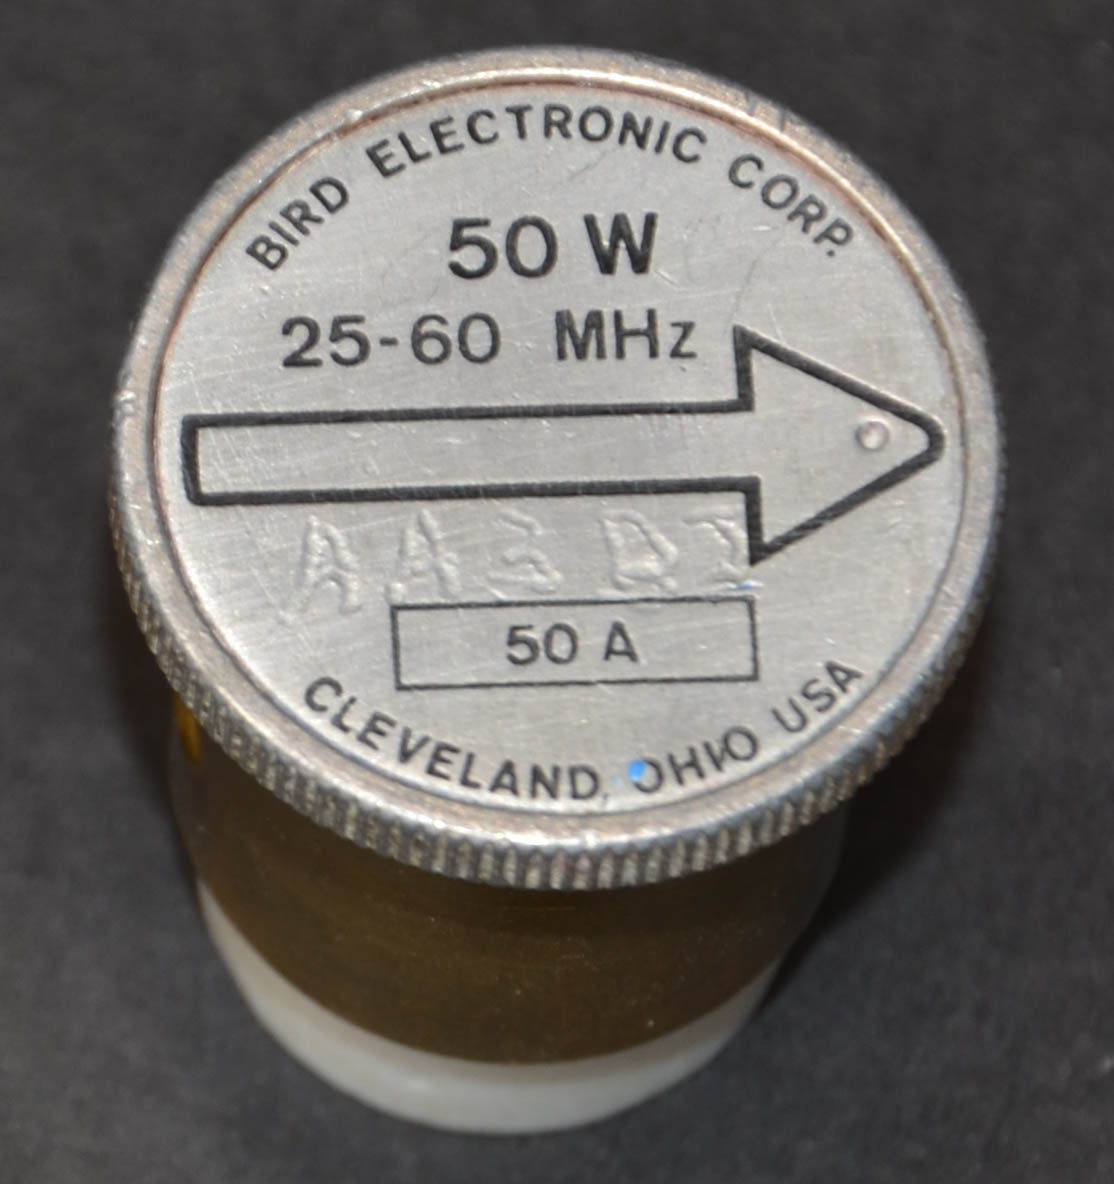 BIRD ELECTRONIC CORP.
50 W
25-60 MHz
50 A
CLEVELAND, OHIO USA